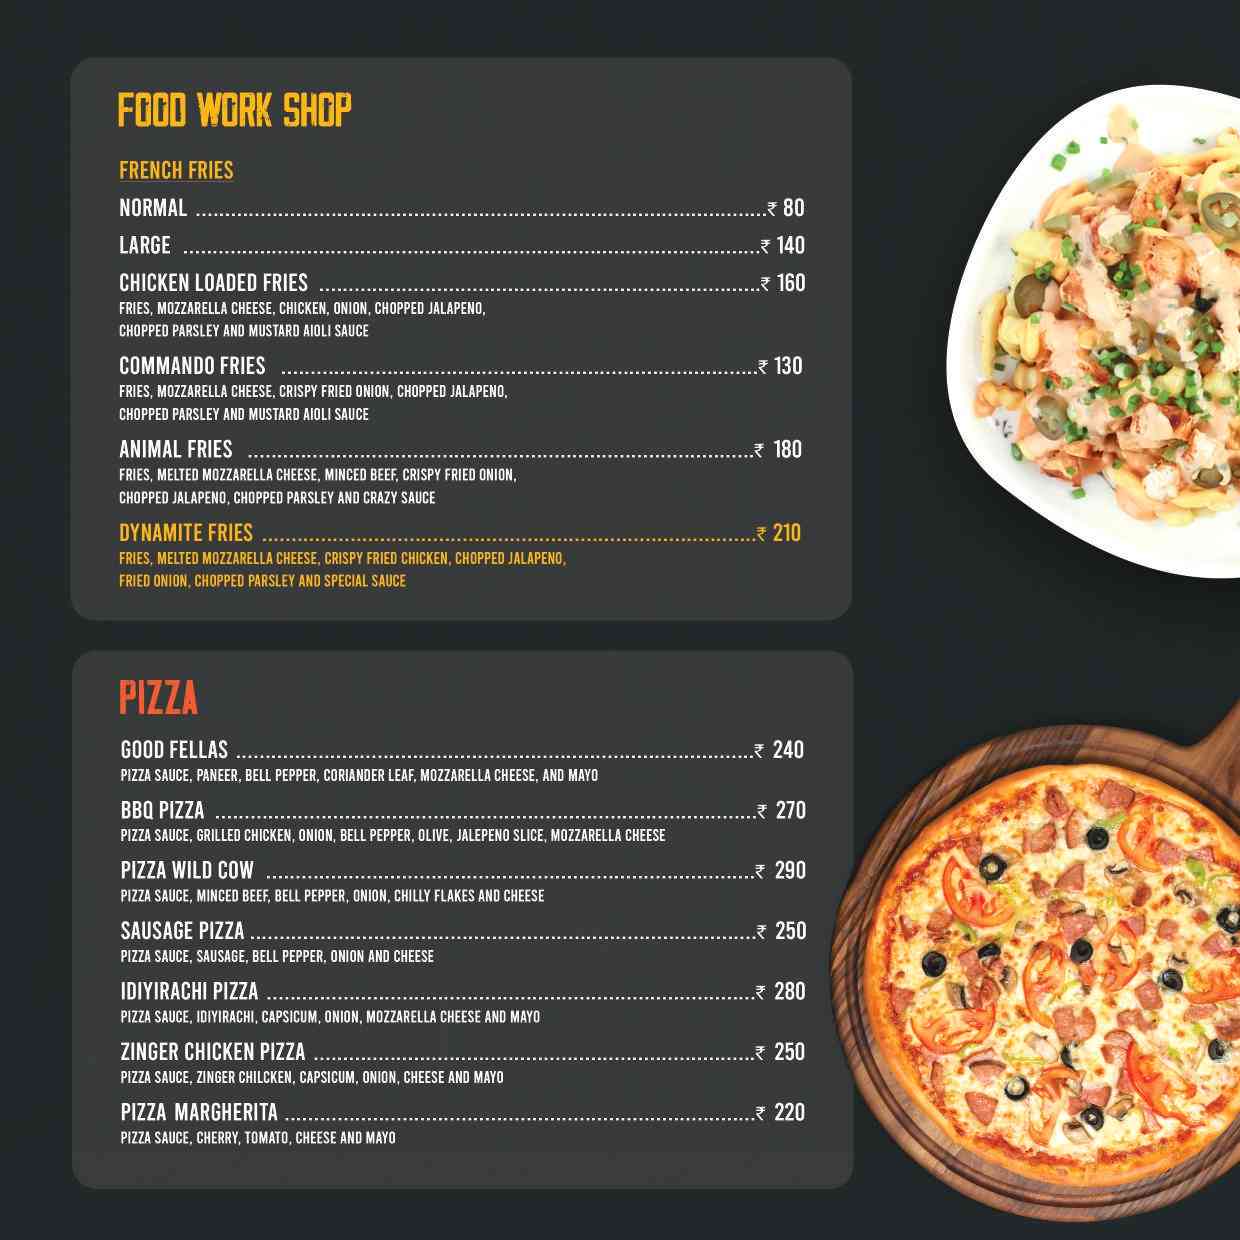 FOOD WORK SHOP
FRENCH FRIES
NORMAL ........................................................................................₹ 80
LARGE ........................................................................................₹ 140
CHICKEN LOADED FRIES ..................................................................₹ 160
FRIES, MOZZARELLA CHEESE, CHICKEN, ONION, CHOPPED JALAPENO,
CHOPPED PARSLEY AND MUSTARD AIOLI SAUCE
COMMANDO FRIES ........................................................................₹ 130
FRIES, MOZZARELLA CHEESE, CRISPY FRIED ONION, CHOPPED JALAPENO,
CHOPPED PARSLEY AND MUSTARD AIOLI SAUCE
ANIMAL FRIES .............................................................................₹ 180
FRIES, MELTED MOZZARELLA CHEESE, MINCED BEEF, CRISPY FRIED ONION,
CHOPPED JALAPENO, CHOPPED PARSLEY AND CRAZY SAUCE
DYNAMITE FRIES ..........................................................................₹ 210
FRIES, MELTED MOZZARELLA CHEESE, CRISPY FRIED CHICKEN, CHOPPED JALAPENO,
FRIED ONION, CHOPPED PARSLEY AND SPECIAL SAUCE
PIZZA
GOOD FELLAS ..............................................................................₹ 240
PIZZA SAUCE, PANEER, BELL PEPPER, CORIANDER LEAF, MOZZARELLA CHEESE, AND MAYO
BBQ PIZZA ..................................................................................₹ 270
PIZZA SAUCE, GRILLED CHICKEN, ONION, BELL PEPPER, OLIVE, JALEPENO SLICE, MOZZARELLA CHEESE
PIZZA WILD COW ..........................................................................₹ 290
PIZZA SAUCE, MINCED BEEF, BELL PEPPER, ONION, CHILLY FLAKES AND CHEESE
SAUSAGE PIZZA ............................................................................₹ 250
PIZZA SAUCE, SAUSAGE, BELL PEPPER, ONION AND CHEESE
IDIYIRACHI PIZZA ..........................................................................₹ 280
PIZZA SAUCE, IDIYIRACHI, CAPSICUM, ONION, MOZZARELLA CHEESE AND MAYO
ZINGER CHICKEN PIZZA ..................................................................₹ 250
PIZZA SAUCE, ZINGER CHILCKEN, CAPSICUM, ONION, CHEESE AND MAYO
PIZZA MARGHERITA .......................................................................₹ 220
PIZZA SAUCE, CHERRY, TOMATO, CHEESE AND MAYO